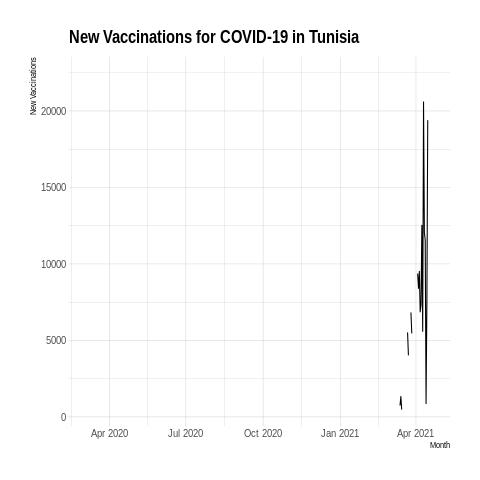 New Vaccinations for COVID-19 in Tunisia
New Vaccinations
20000
15000
10000
5000
0
Apr 2020 Jul 2020 Oct 2020 Jan 2021 Apr 2021
Month